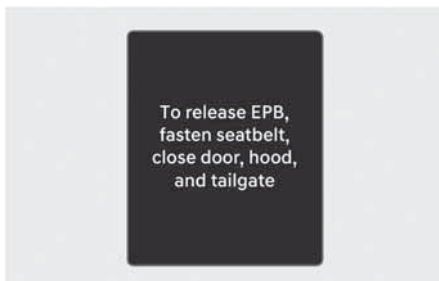 To release EPB,
fasten seatbelt,
close door, hood,
and tailgate